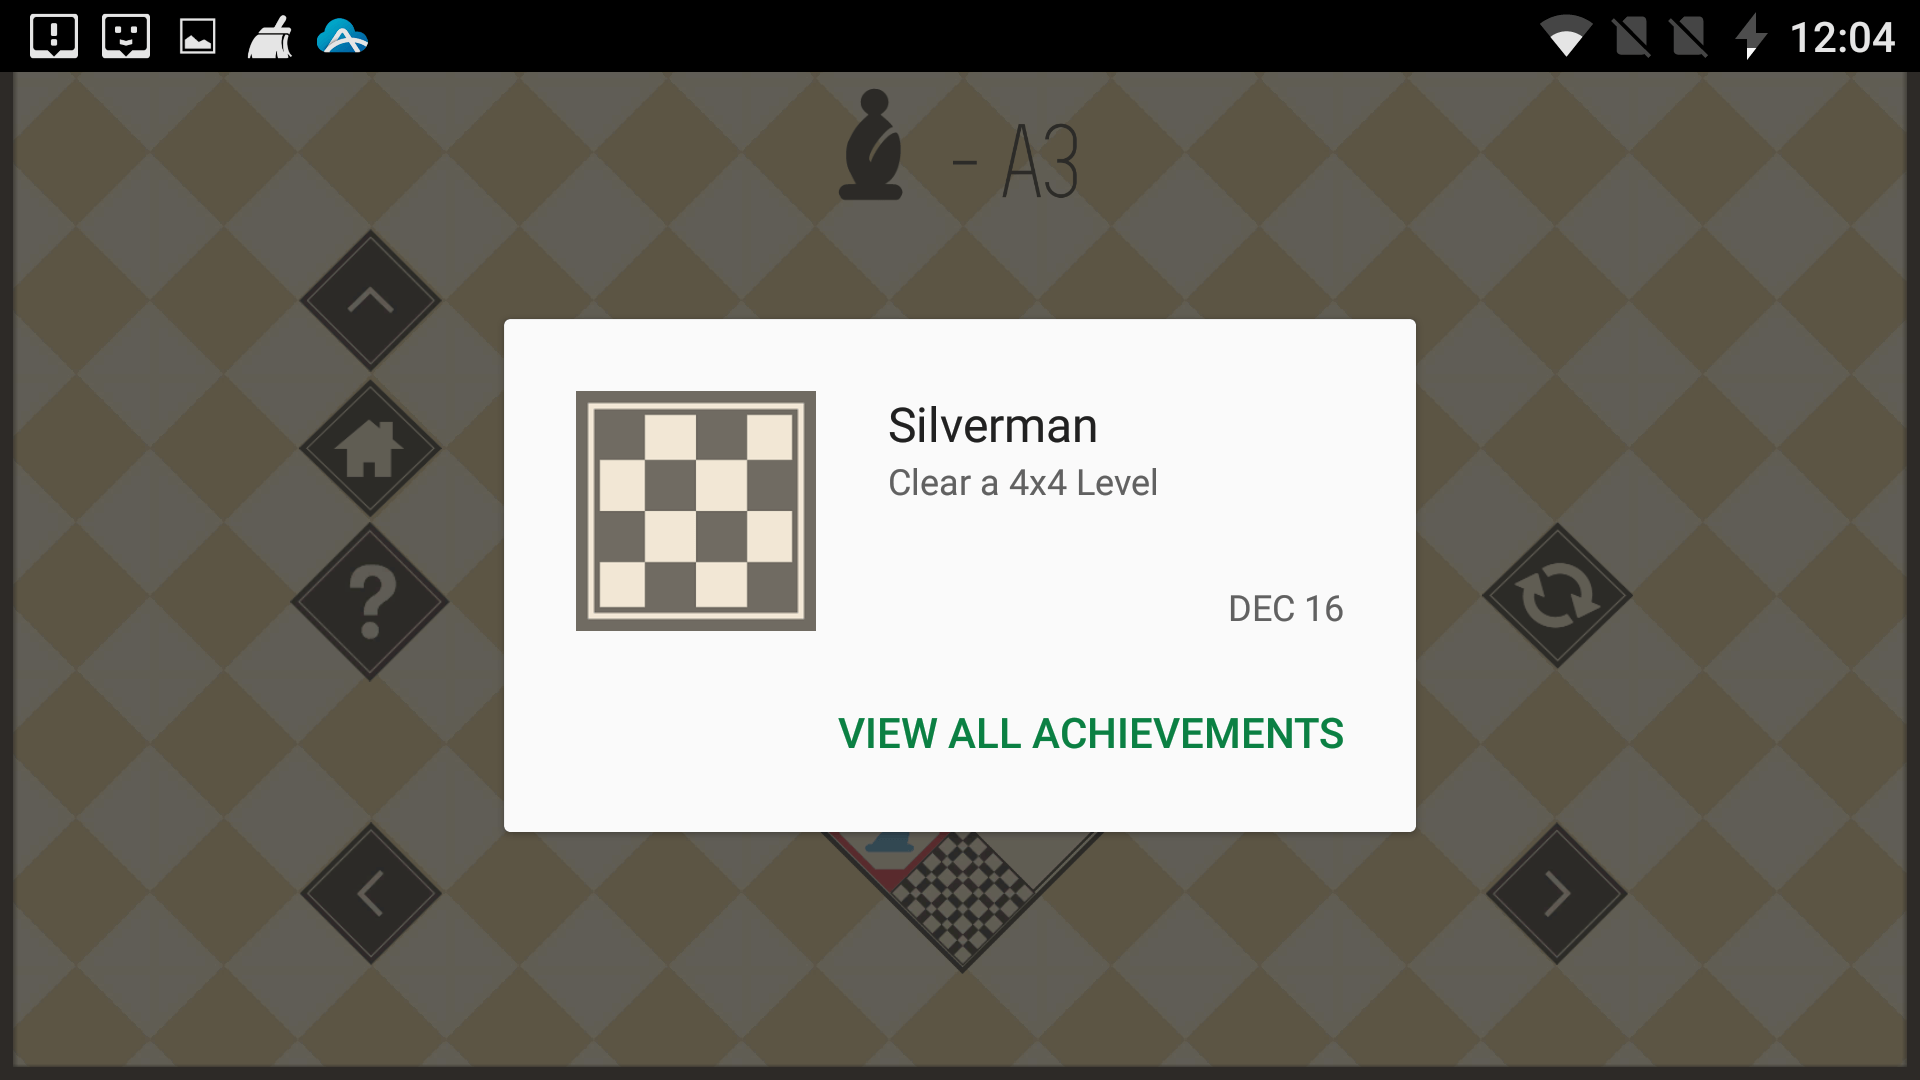 12:04
- A3
Silverman
Clear a 4x4 Level
DEC 16
VIEW ALL ACHIEVEMENTS
?